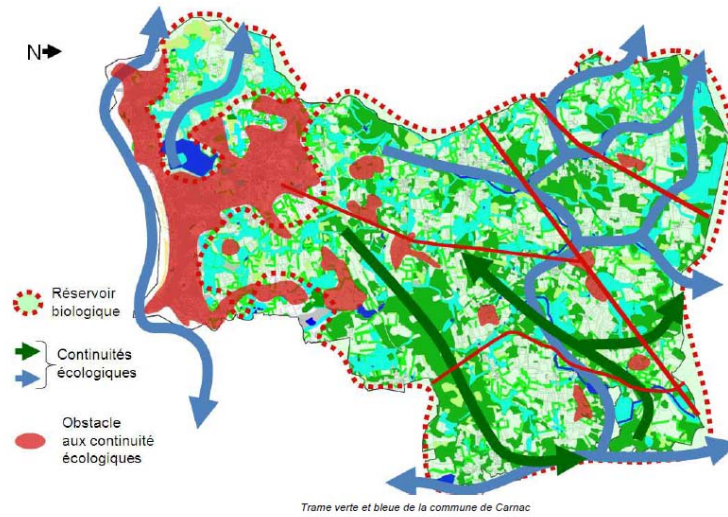 N
Réservoir
biologique
Continuités
écologiques
Obstacle
aux continuité
écologiques
Trame verte et bleue de la commune de Carnac